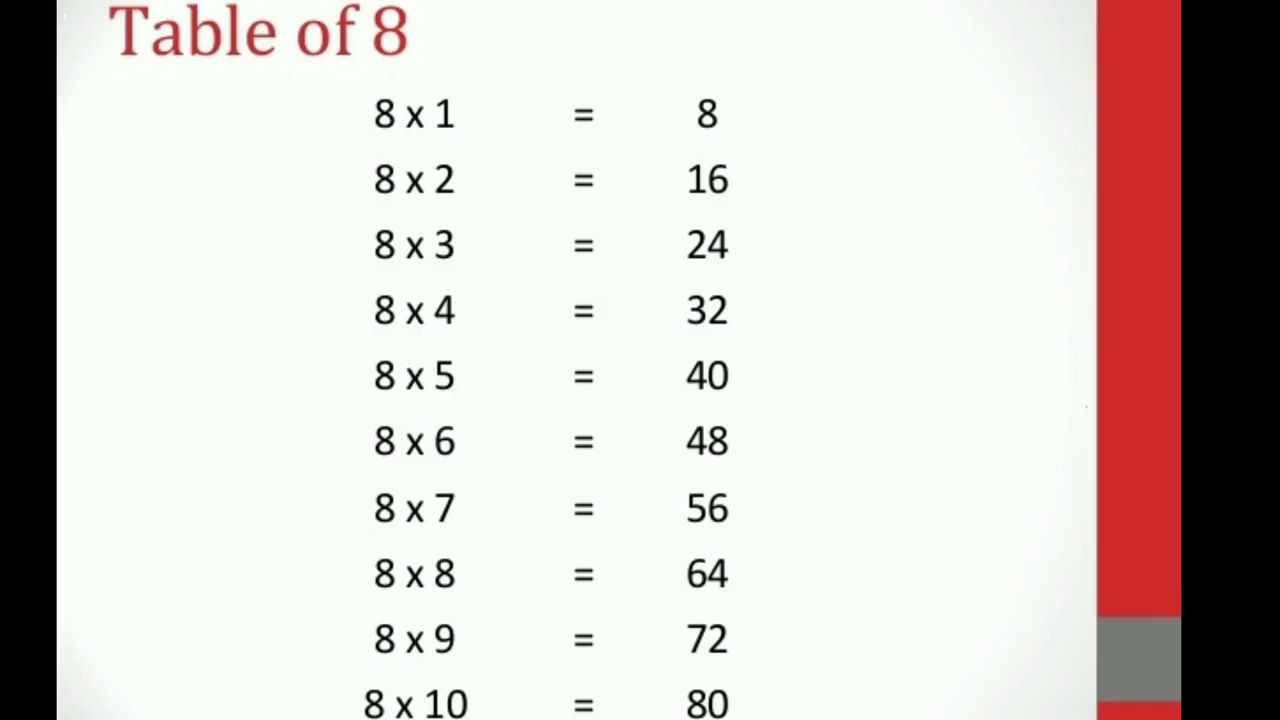 Table of 8
8 x 1 = 8
8 x 2 = 16
8 x 3 = 24
8 x 4 = 32
8 x 5 = 40
8 x 6 = 48
8 x 7 = 56
8 x 8 = 64
8 x 9 = 72
8 x 10 = 80